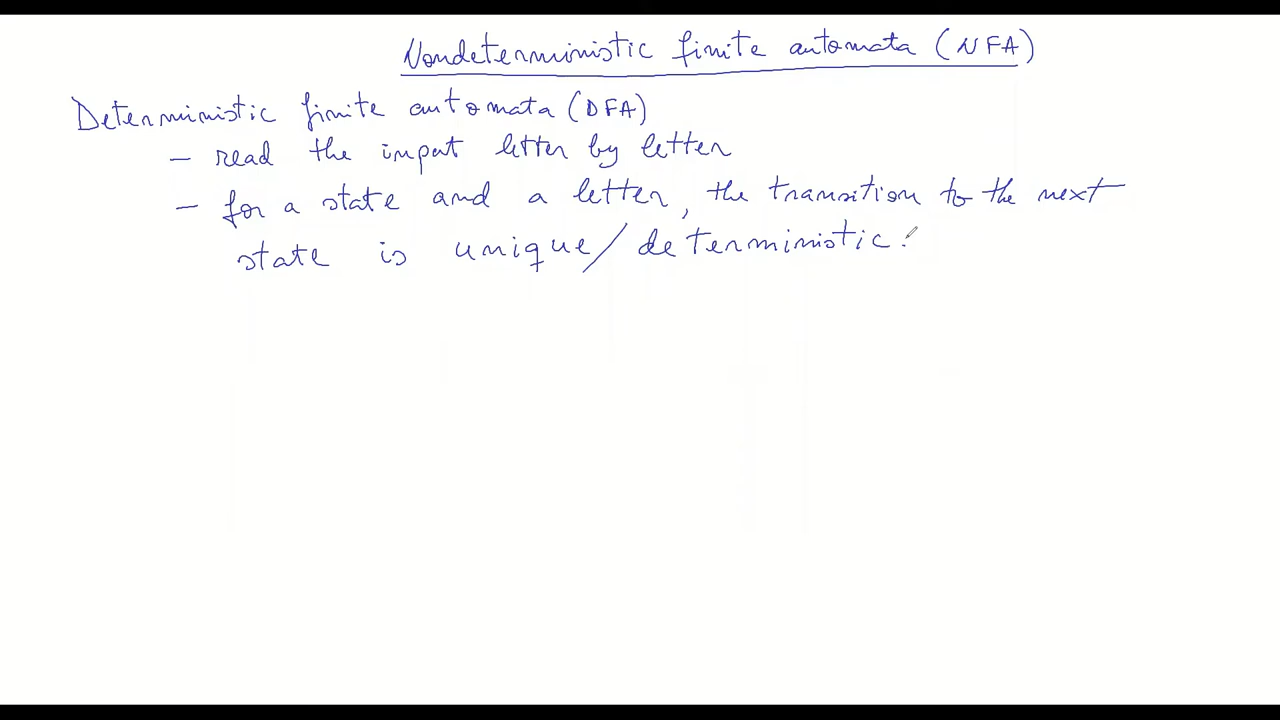 Nondeterministic finite automata (NFA)
Deterministic finite automata (DFA)
- read the input letter by letter
- for a state and a letter, the transition to the next
state is unique/deterministic.